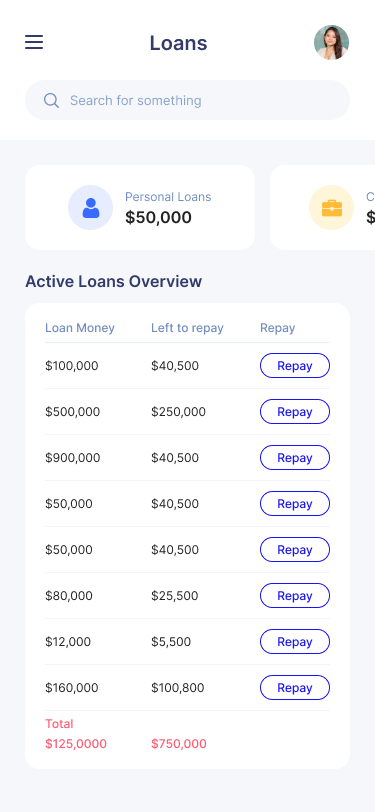 Loans
Search for something
Personal Loans
$50,000
C
$
Active Loans Overview
Loan Money Left to repay Repay
$100,000 $40,500 Repay
$500,000 $250,000 Repay
$900,000 $40,500 Repay
$50,000 $40,500 Repay
$50,000 $40,500 Repay
$80,000 $25,500 Repay
$12,000 $5,500 Repay
$160,000 $100,800 Repay
Total
$125,0000 $750,000